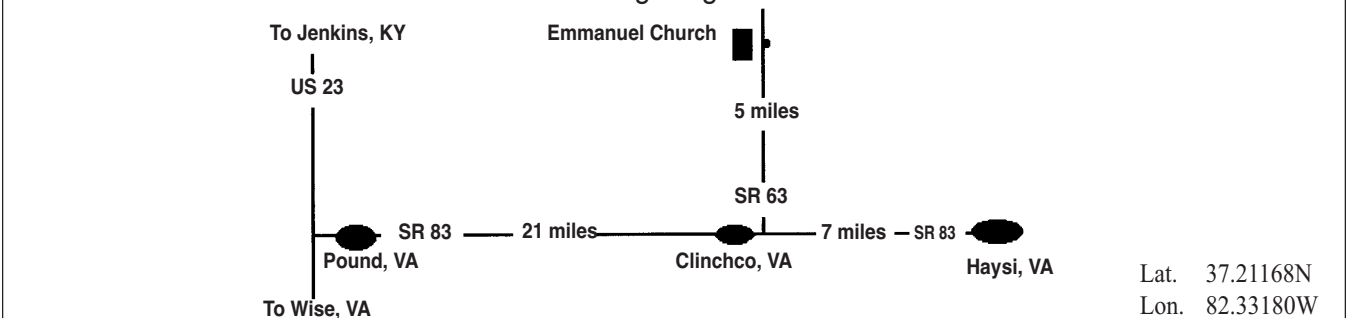 To Jenkins, KY
Emmanuel Church
US 23
5 miles
SR 63
SR 83
21 miles
7 miles
SR 83
Pound, VA
Clinchco, VA
Haysi, VA
Lat. 37.21168N
Lon. 82.33180W
To Wise, VA